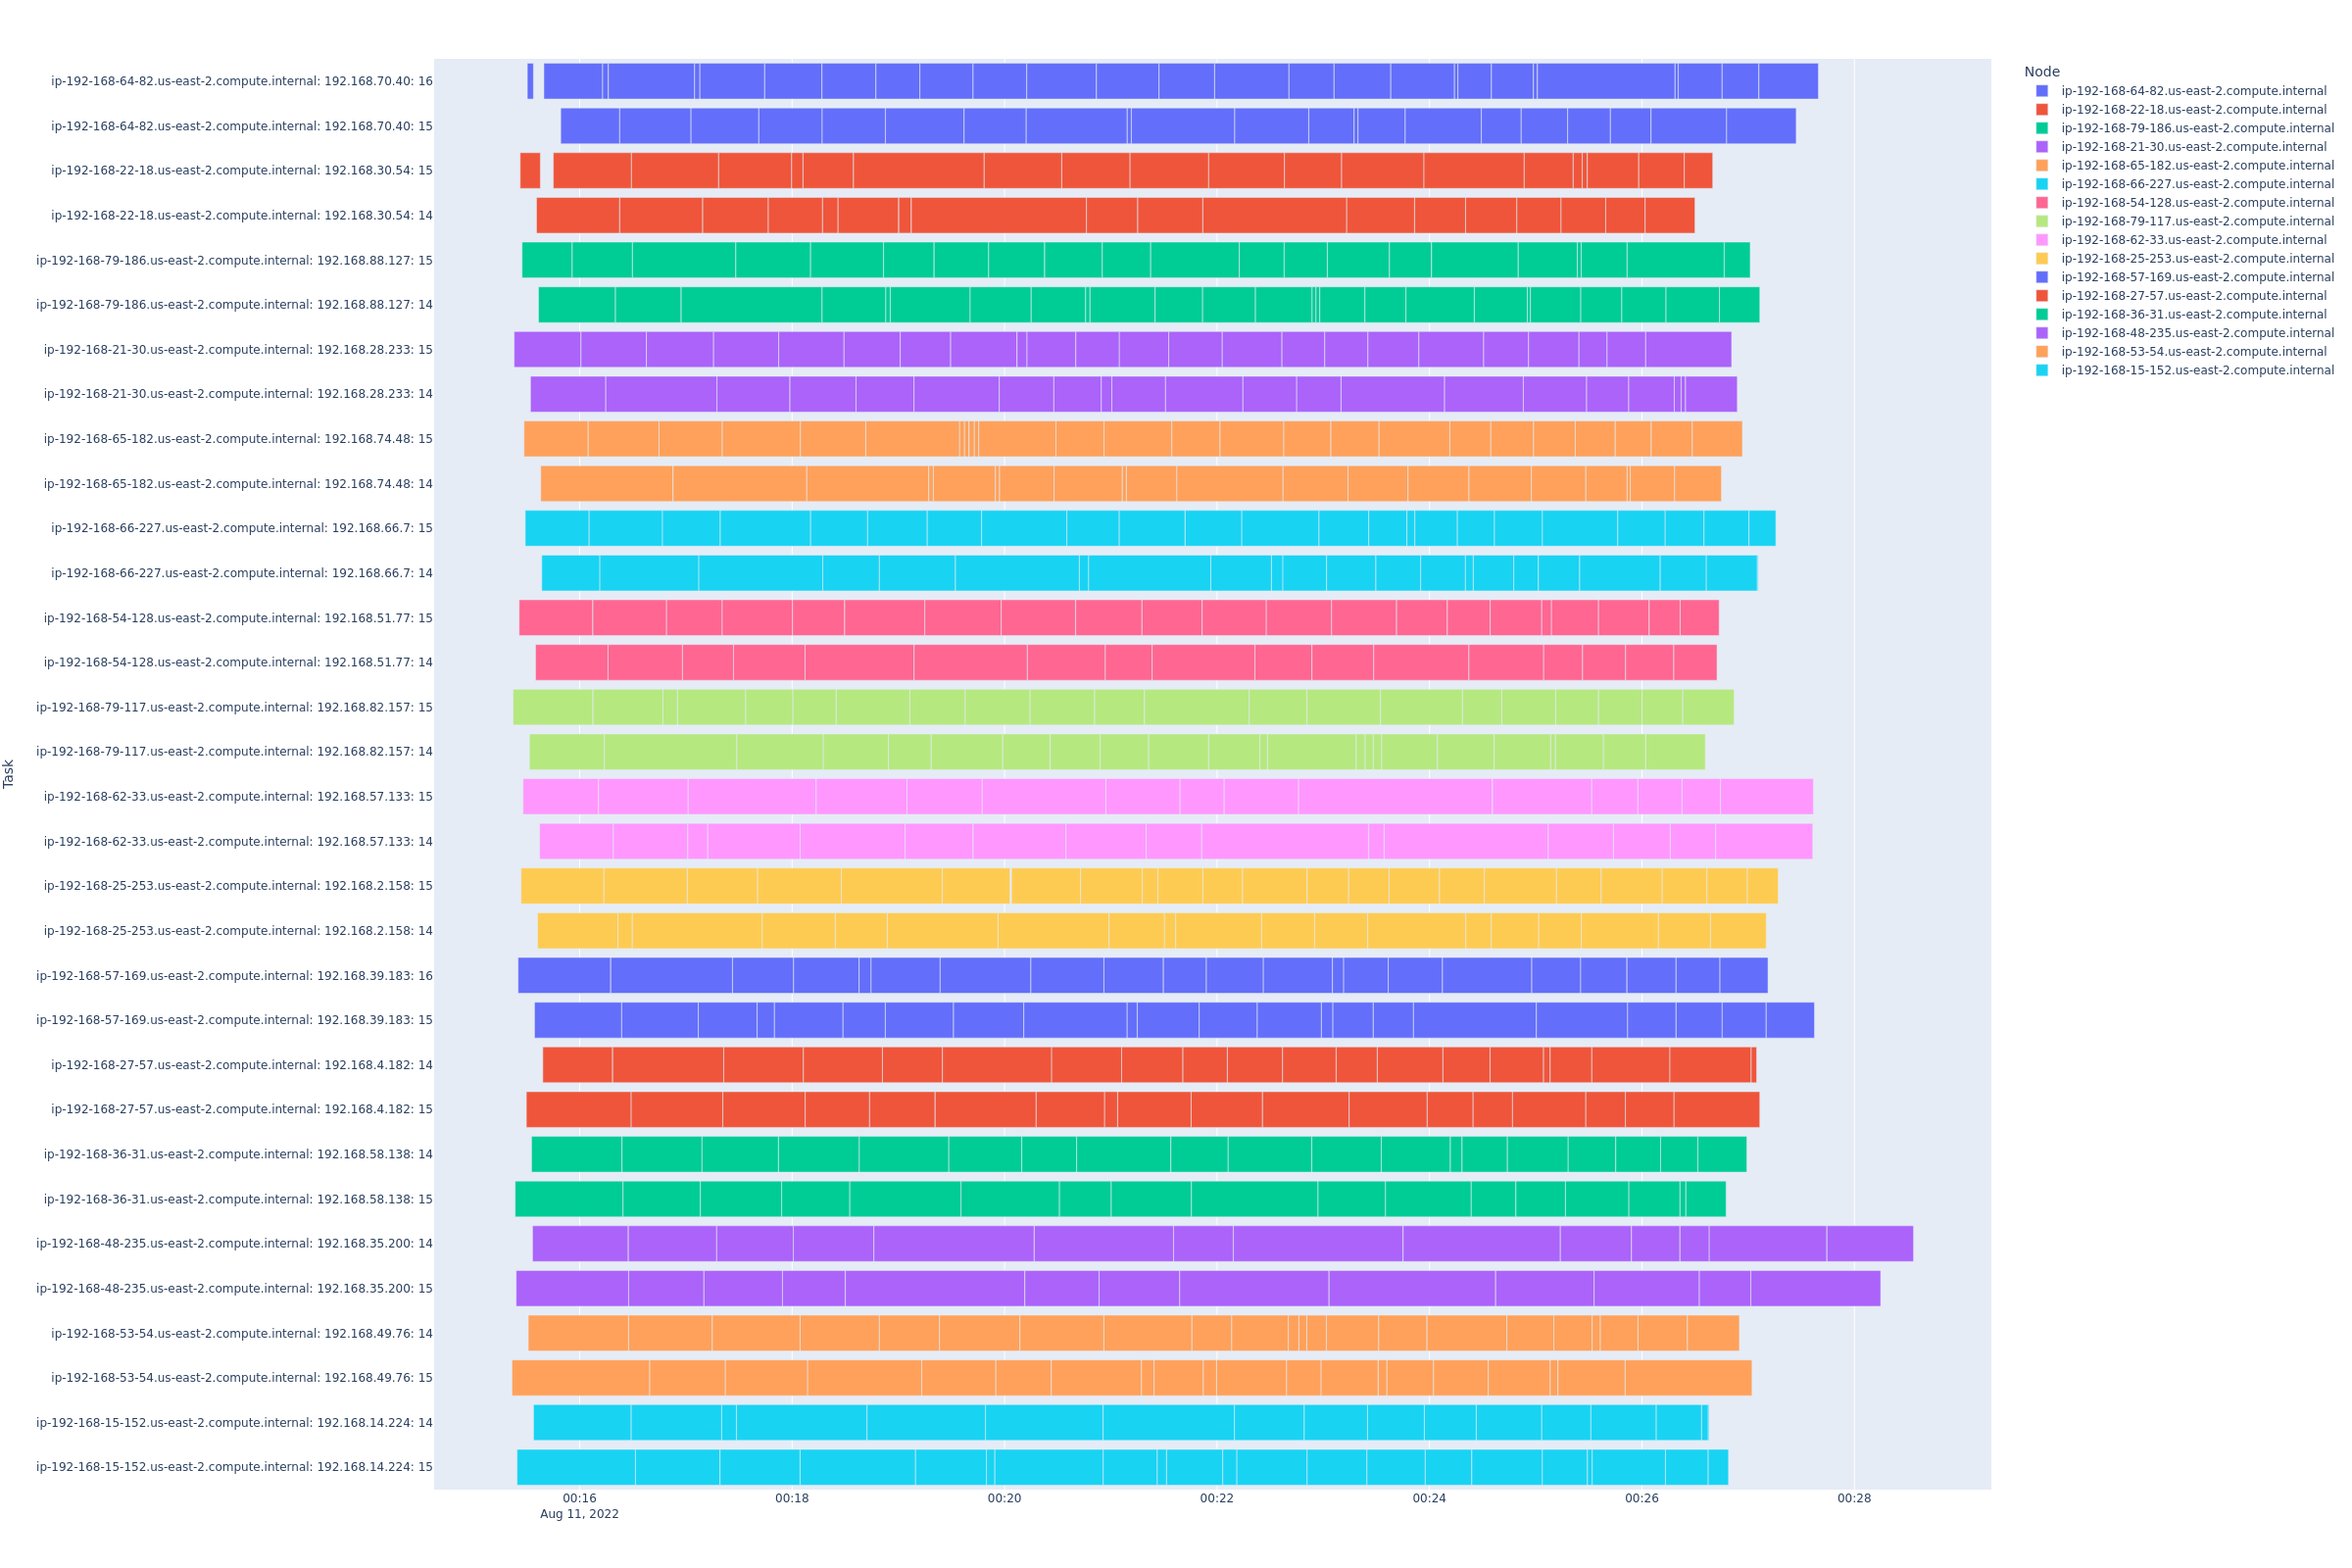 ip-192-168-64-82.us-east-2.compute.internal: 192.168.70.40: 16
ip-192-168-64-82.us-east-2.compute.internal: 192.168.70.40: 15
ip-192-168-22-18.us-east-2.compute.internal: 192.168.30.54: 15
ip-192-168-22-18.us-east-2.compute.internal: 192.168.30.54: 14
ip-192-168-79-186.us-east-2.compute.internal: 192.168.88.127: 15
ip-192-168-79-186.us-east-2.compute.internal: 192.168.88.127: 14
ip-192-168-21-30.us-east-2.compute.internal: 192.168.28.233: 15
ip-192-168-21-30.us-east-2.compute.internal: 192.168.28.233: 14
ip-192-168-65-182.us-east-2.compute.internal: 192.168.74.48: 15
ip-192-168-65-182.us-east-2.compute.internal: 192.168.74.48: 14
ip-192-168-66-227.us-east-2.compute.internal: 192.168.66.7: 15
ip-192-168-66-227.us-east-2.compute.internal: 192.168.66.7: 14
ip-192-168-54-128.us-east-2.compute.internal: 192.168.51.77: 15
ip-192-168-54-128.us-east-2.compute.internal: 192.168.51.77: 14
ip-192-168-79-117.us-east-2.compute.internal: 192.168.82.157: 15
ip-192-168-79-117.us-east-2.compute.internal: 192.168.82.157: 14
ip-192-168-62-33.us-east-2.compute.internal: 192.168.57.133: 15
ip-192-168-62-33.us-east-2.compute.internal: 192.168.57.133: 14
ip-192-168-25-253.us-east-2.compute.internal: 192.168.2.158: 15
ip-192-168-25-253.us-east-2.compute.internal: 192.168.2.158: 14
ip-192-168-57-169.us-east-2.compute.internal: 192.168.39.183: 16
ip-192-168-57-169.us-east-2.compute.internal: 192.168.39.183: 15
ip-192-168-27-57.us-east-2.compute.internal: 192.168.4.182: 14
ip-192-168-27-57.us-east-2.compute.internal: 192.168.4.182: 15
ip-192-168-36-31.us-east-2.compute.internal: 192.168.58.138: 14
ip-192-168-36-31.us-east-2.compute.internal: 192.168.58.138: 15
ip-192-168-48-235.us-east-2.compute.internal: 192.168.35.200: 14
ip-192-168-48-235.us-east-2.compute.internal: 192.168.35.200: 15
ip-192-168-53-54.us-east-2.compute.internal: 192.168.49.76: 14
ip-192-168-53-54.us-east-2.compute.internal: 192.168.49.76: 15
ip-192-168-15-152.us-east-2.compute.internal: 192.168.14.224: 14
ip-192-168-15-152.us-east-2.compute.internal: 192.168.14.224: 15
Task
00:16 00:18 00:20 00:22 00:24 00:26 00:28
Aug 11, 2022
Node
ip-192-168-64-82.us-east-2.compute.internal
ip-192-168-22-18.us-east-2.compute.internal
ip-192-168-79-186.us-east-2.compute.internal
ip-192-168-21-30.us-east-2.compute.internal
ip-192-168-65-182.us-east-2.compute.internal
ip-192-168-66-227.us-east-2.compute.internal
ip-192-168-54-128.us-east-2.compute.internal
ip-192-168-79-117.us-east-2.compute.internal
ip-192-168-62-33.us-east-2.compute.internal
ip-192-168-25-253.us-east-2.compute.internal
ip-192-168-57-169.us-east-2.compute.internal
ip-192-168-27-57.us-east-2.compute.internal
ip-192-168-36-31.us-east-2.compute.internal
ip-192-168-48-235.us-east-2.compute.internal
ip-192-168-53-54.us-east-2.compute.internal
ip-192-168-15-152.us-east-2.compute.internal